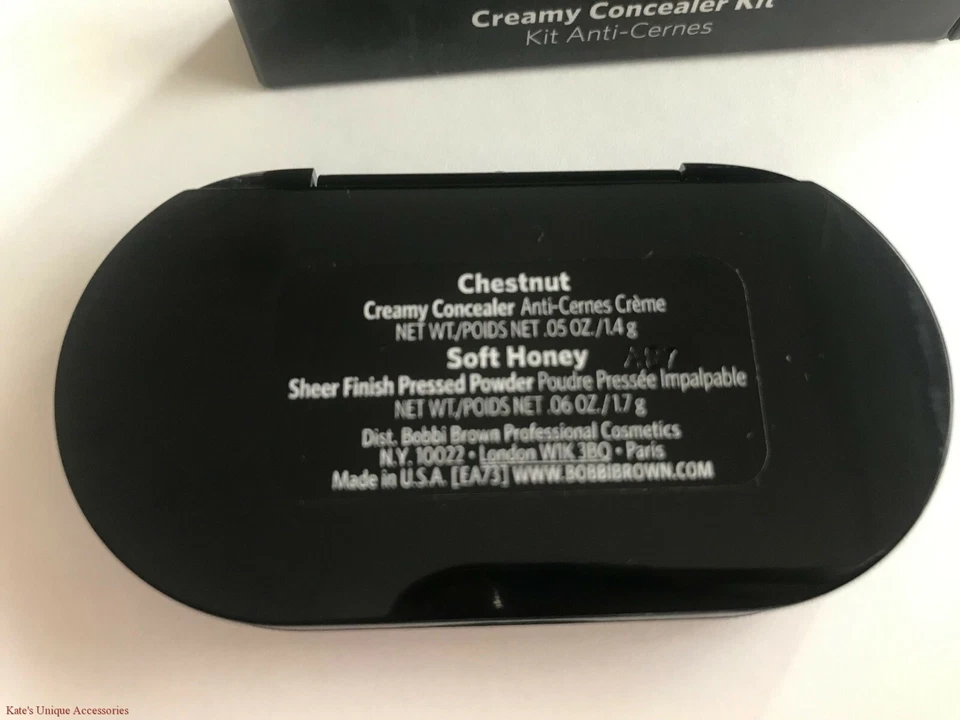 Creamy Concealer Kit
Kit Anti-Cernes
Chestnut
Creamy Concealer Anti-Cernes Crème
NET WT./POIDS NET .05 OZ./1.4 g
Soft Honey
Sheer Finish Pressed Powder Poudre Pressée Impalpable
NET WT./POIDS NET .06 OZ./1.7 g
Dist. Bobbi Brown Professional Cosmetics
N.Y. 10022 • London W1K 3BQ • Paris
Made in U.S.A. [EA73] WWW.BOBBIBROWN.COM
Kate's Unique Accessories